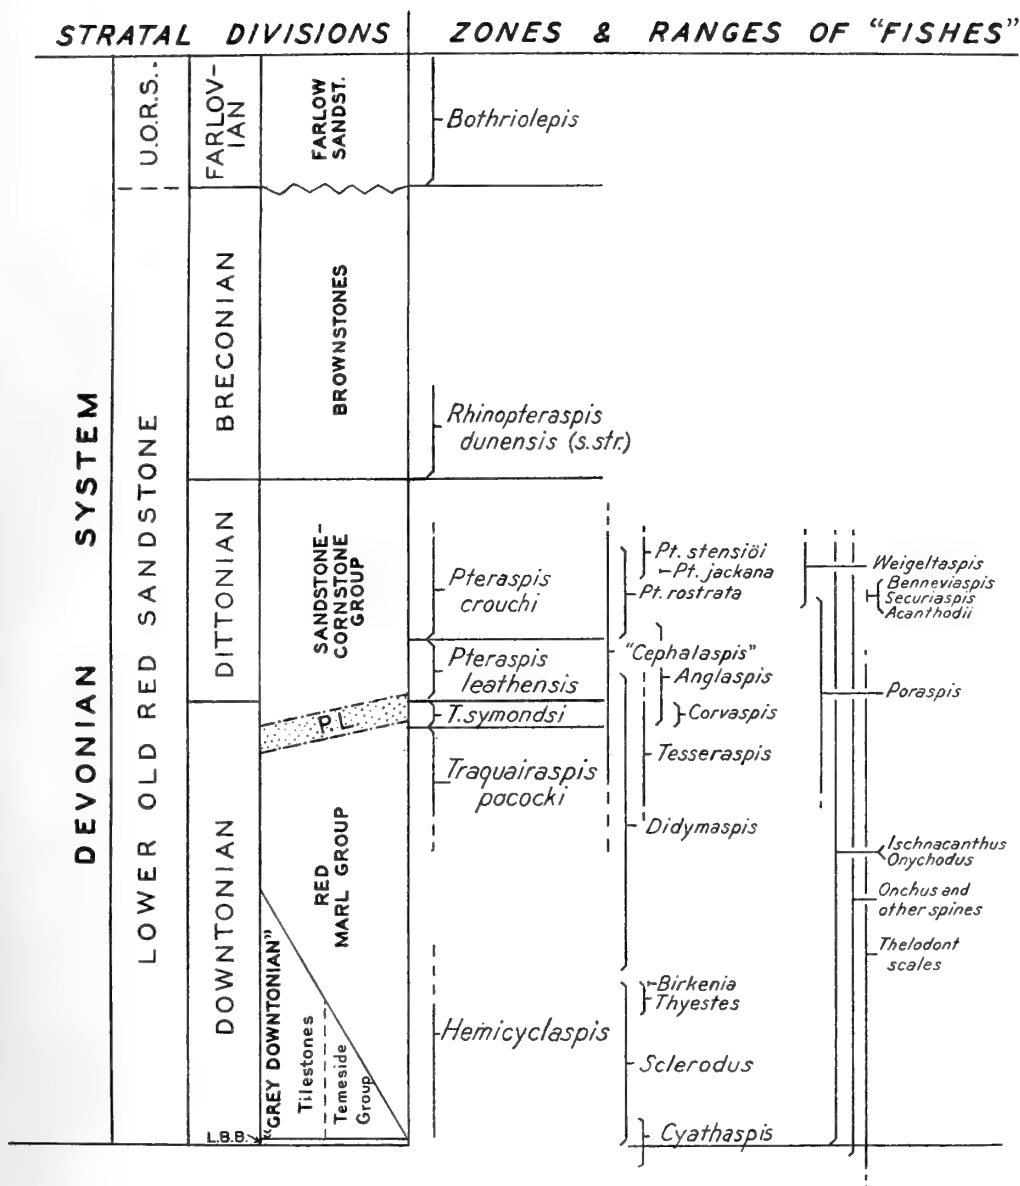 STRATAL DIVISIONS
ZONES & RANGES OF "FISHES"
DEVONIAN SYSTEM
U.O.R.S.
LOWER OLD RED SANDSTONE
FARLOV-
IAN
BRECONIAN
DITTONIAN
DOWNTONIAN
FARLOW
SANDST.
BROWNSTONES
SANDSTONE-
CORNSTONE
GROUP
P.L.
RED
MARL GROUP
"GREY DOWNTONIAN"
Tilestones
Temeside
Group
L.B.B.
Bothriolepis
Rhinopteraspis
dunensis (s.str.)
Pteraspis
crouchi
Pteraspis
leathensis
T.symondsi
Traquairaspis
pococki
Hemicyclaspis
Pt. stensiöi
Pt. jackana
Pt. rostrata
"Cephalaspis"
Anglaspis
Corvaspis
Tesseraspis
Didymaspis
Birkenia
Thyestes
Sclerodus
Cyathaspis
Weigeltaspis
Benneviaspis
Securiaspis
Acanthodii
Poraspis
Ischnacanthus
Onychodus
Onchus and
other spines
Thelodont
scales